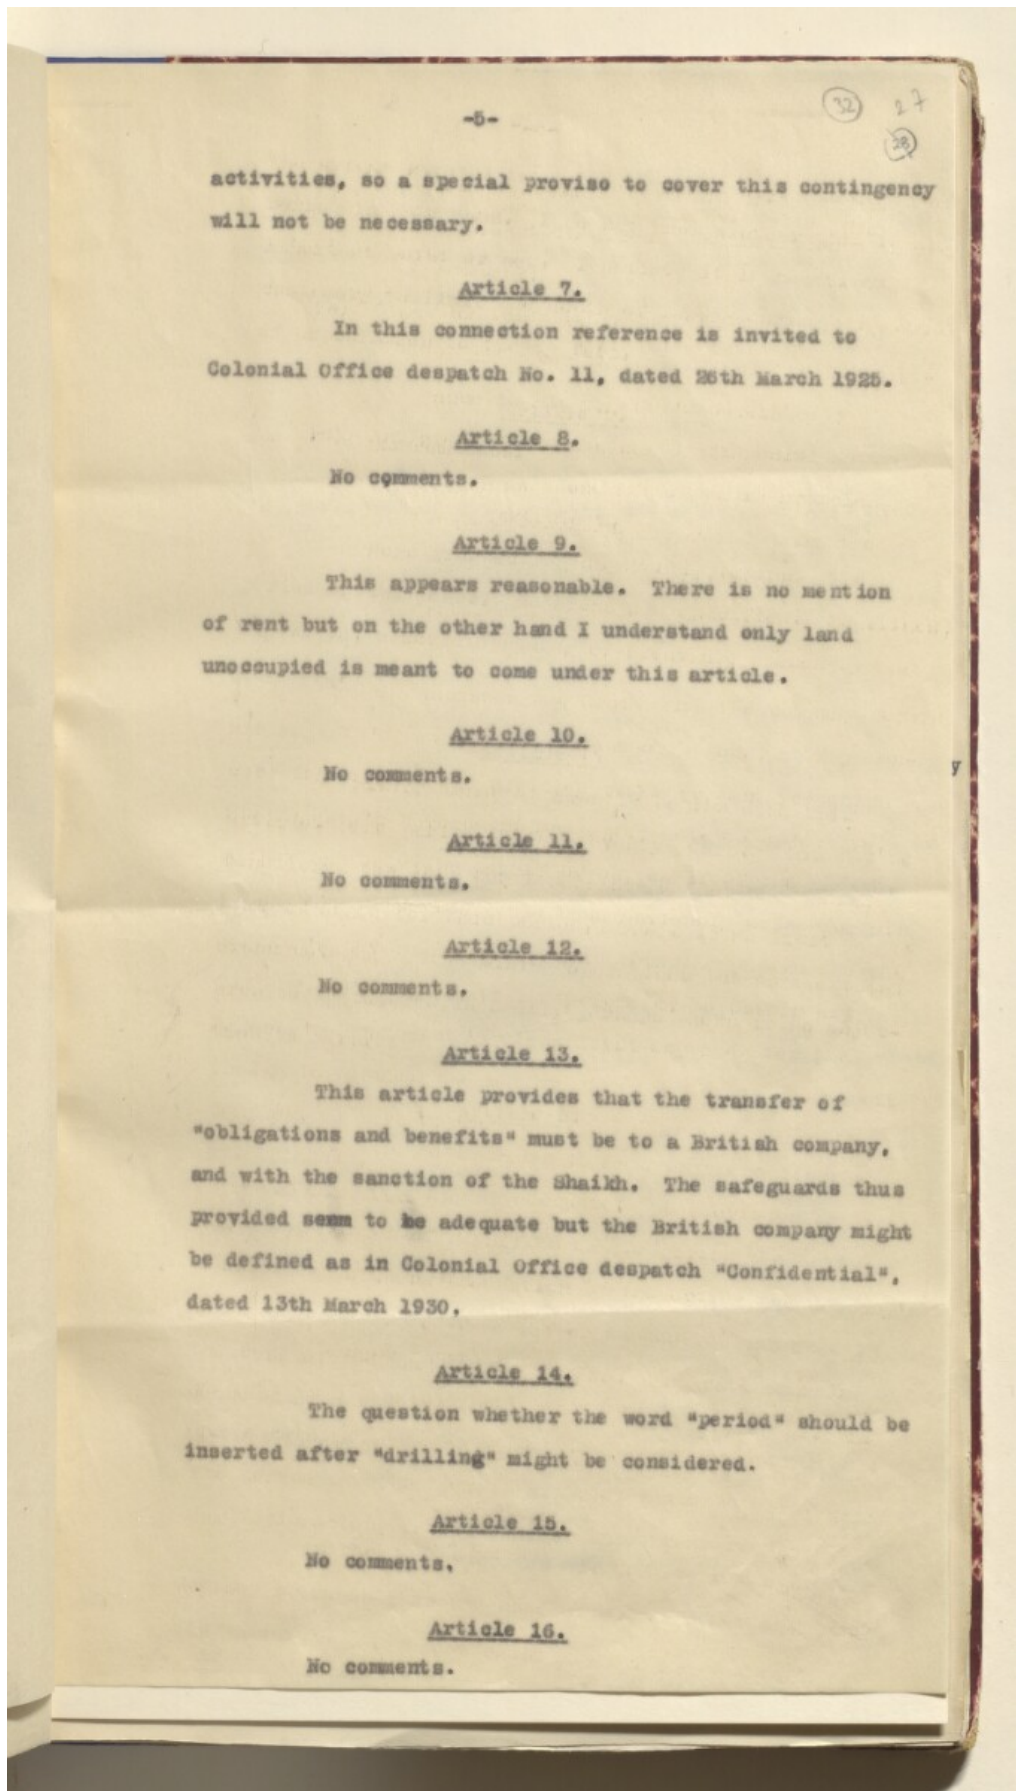 32
27
-5-
28
activities, so a special proviso to cover this contingency
will not be necessary.
Article 7.
In this connection reference is invited to
Colonial Office despatch No. 11, dated 26th March 1925.
Article 8.
No comments.
Article 9.
This appears reasonable. There is no mention
of rent but on the other hand I understand only land
unoccupied is meant to come under this article.
Article 10.
No comments.
y
Article 11.
No comments.
Article 12.
No comments.
Article 13.
This article provides that the transfer of
"obligations and benefits" must be to a British company,
and with the sanction of the Shaikh. The safeguards thus
provided seem to be adequate but the British company might
be defined as in Colonial Office despatch "Confidential",
dated 13th March 1930.
Article 14.
The question whether the word "period" should be
inserted after "drilling" might be considered.
Article 15.
No comments.
Article 16.
No comments.